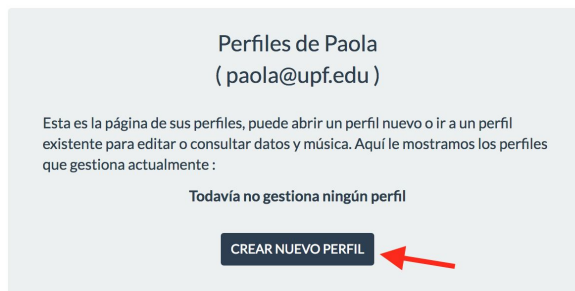 Perfiles de Paola
( paola@upf.edu )
Esta es la página de sus perfiles, puede abrir un perfil nuevo o ir a un perfil
existente para editar o consultar datos y música. Aquí le mostramos los perfiles
que gestiona actualmente :
Todavía no gestiona ningún perfil
CREAR NUEVO PERFIL